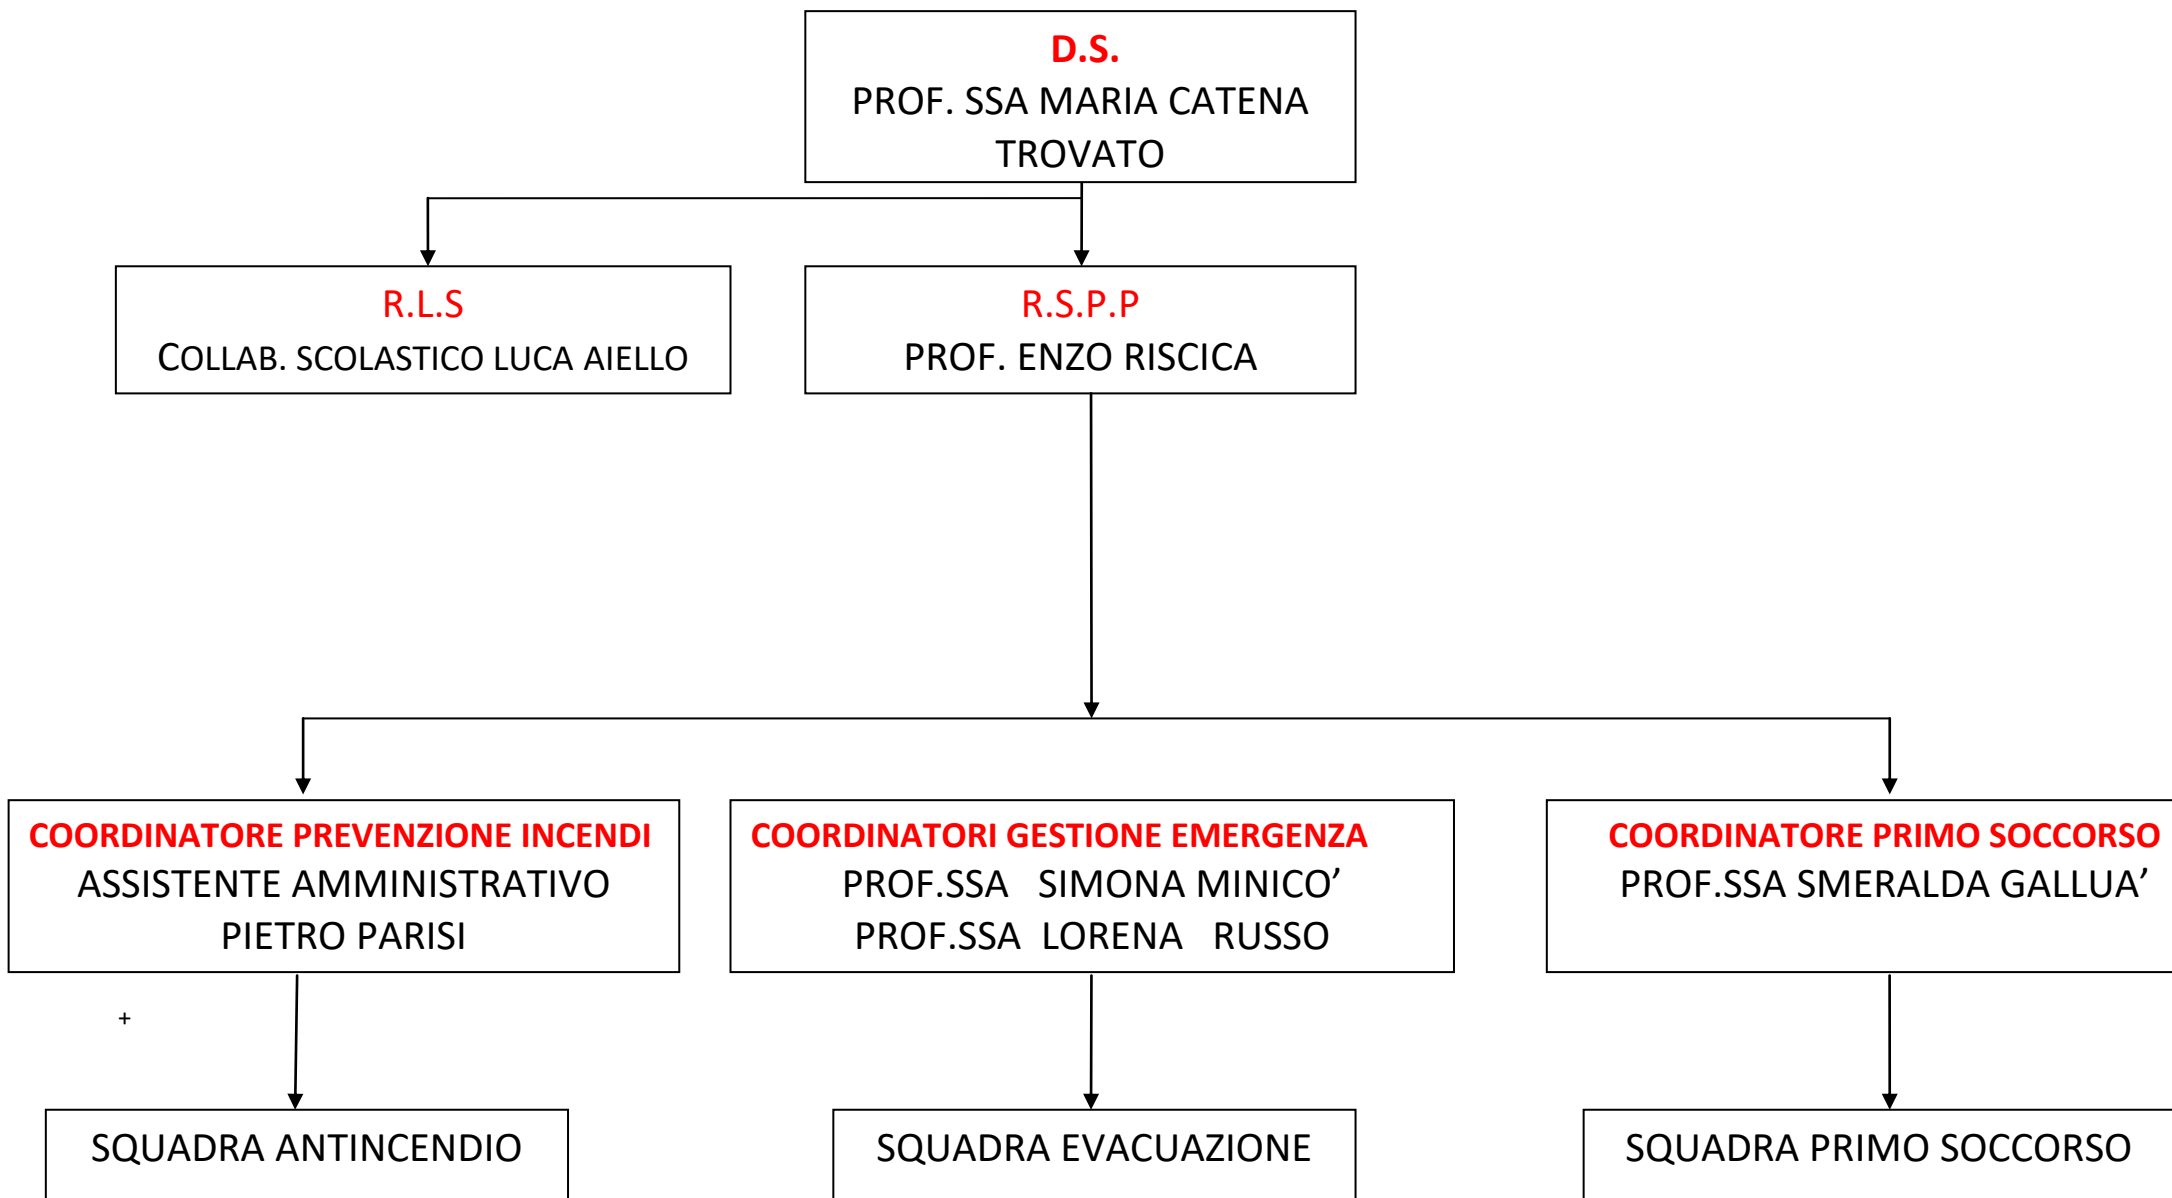 D.S.
PROF. SSA MARIA CATENA
TROVATO
R.L.S
COLLAB. SCOLASTICO LUCA AIELLO
R.S.P.P
PROF. ENZO RISCICA
COORDINATORE PREVENZIONE INCENDI
ASSISTENTE AMMINISTRATIVO
PIETRO PARISI
COORDINATORI GESTIONE EMERGENZA
PROF.SSA   SIMONA MINICO’
PROF.SSA  LORENA   RUSSO
COORDINATORE PRIMO SOCCORSO
PROF.SSA SMERALDA GALLUA’
+
SQUADRA ANTINCENDIO
SQUADRA EVACUAZIONE
SQUADRA PRIMO SOCCORSO